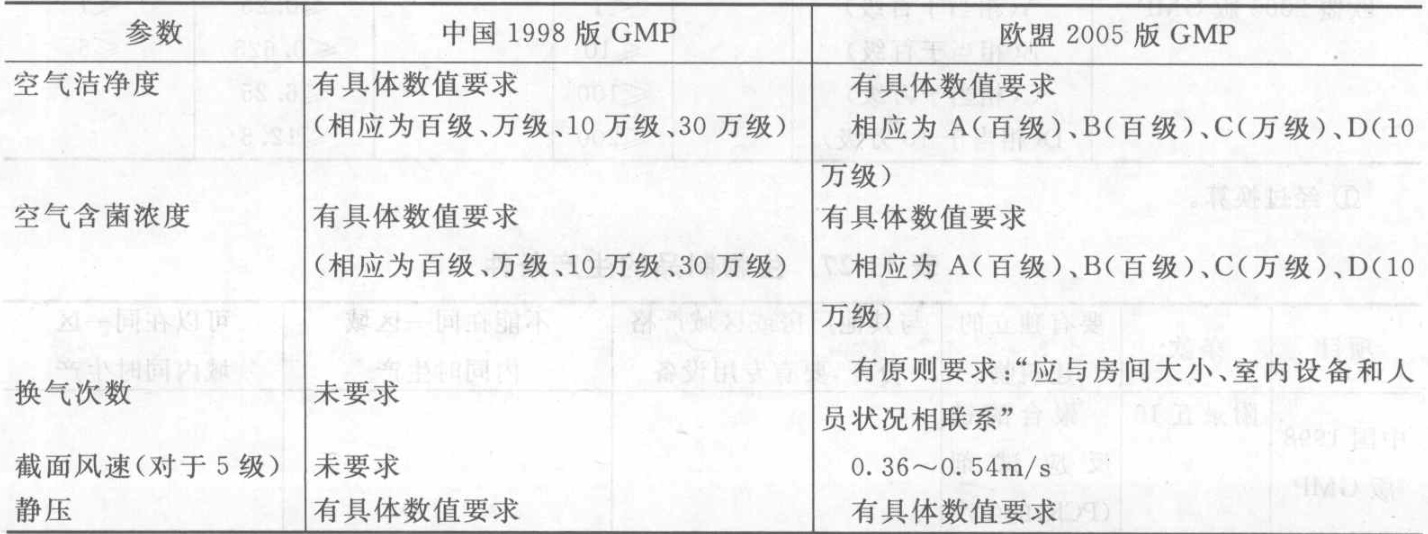 参数 中国 1998 版 GMP 欧盟 2005 版 GMP
空气洁净度 有具体数值要求 有具体数值要求
(相应为百级、万级、10 万级、30 万级) 相应为 A(百级)、B(百级)、C(万级)、D(10
万级)
空气含菌浓度 有具体数值要求 有具体数值要求
(相应为百级、万级、10 万级、30 万级) 相应为 A(百级)、B(百级)、C(万级)、D(10
万级)
有原则要求:“应与房间大小、室内设备和人
换气次数 未要求
员状况相联系”
截面风速(对于 5 级) 未要求 0.36～0.54m/s
静压 有具体数值要求 有具体数值要求